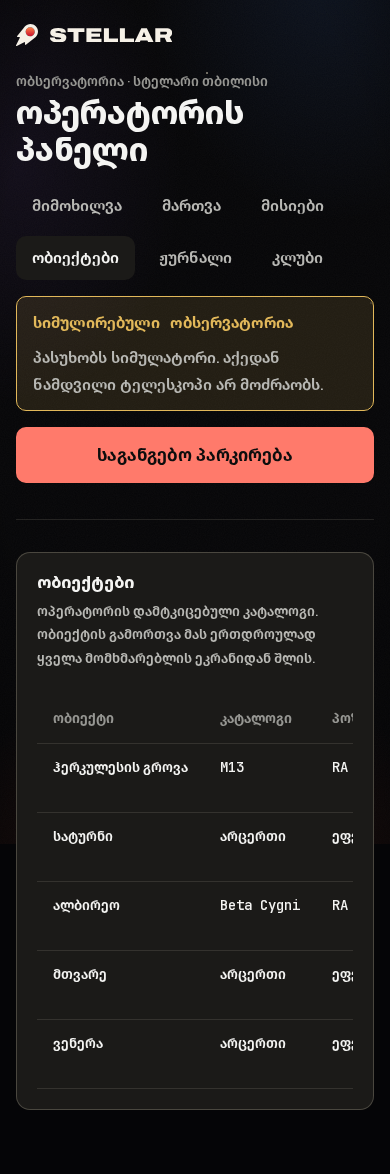 STELLAR
ობსერვატორია · სტელარი თბილისი
ოპერატორის
პანელი
მიმოხილვა მართვა მისიები
ობიექტები ჟურნალი კლუბი
სიმულირებული ობსერვატორია
პასუხობს სიმულატორი. აქედან
ნამდვილი ტელესკოპი არ მოძრაობს.
საგანგებო პარკირება
ობიექტები
ოპერატორის დამტკიცებული კატალოგი.
ობიექტის გამორთვა მას ერთდროულად
ყველა მომხმარებლის ეკრანიდან შლის.
ობიექტი კატალოგი
ჰერკულესის გროვა M13 RA
სატურნი არცერთი
ალბირეო Beta Cygni RA
მთვარე არცერთი
ვენერა არცერთი